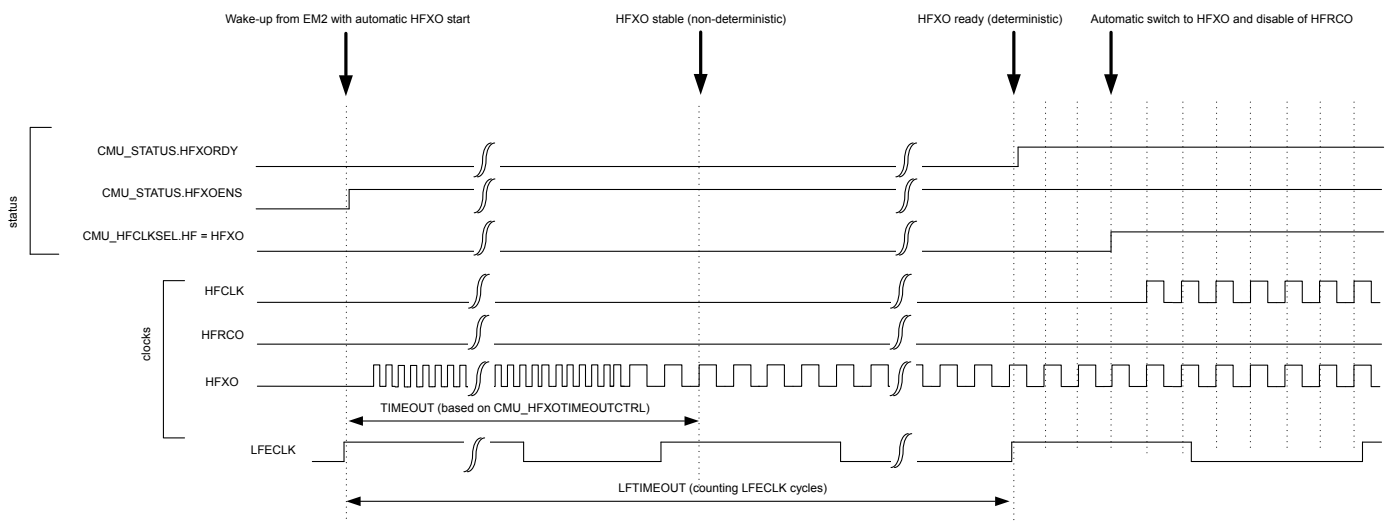 Wake-up from EM2 with automatic HFXO start
HFXO stable (non-deterministic)
HFXO ready (deterministic)
Automatic switch to HFXO and disable of HFRCO
status
CMU_STATUS.HFXORDY
CMU_STATUS.HFXOENS
CMU_HFCLKSEL.HF = HFXO
clocks
HFCLK
HFRCO
HFXO
TIMEOUT (based on CMU_HFXOTIMEOUTCTRL)
LFECLK
LFTIMEOUT (counting LFECLK cycles)